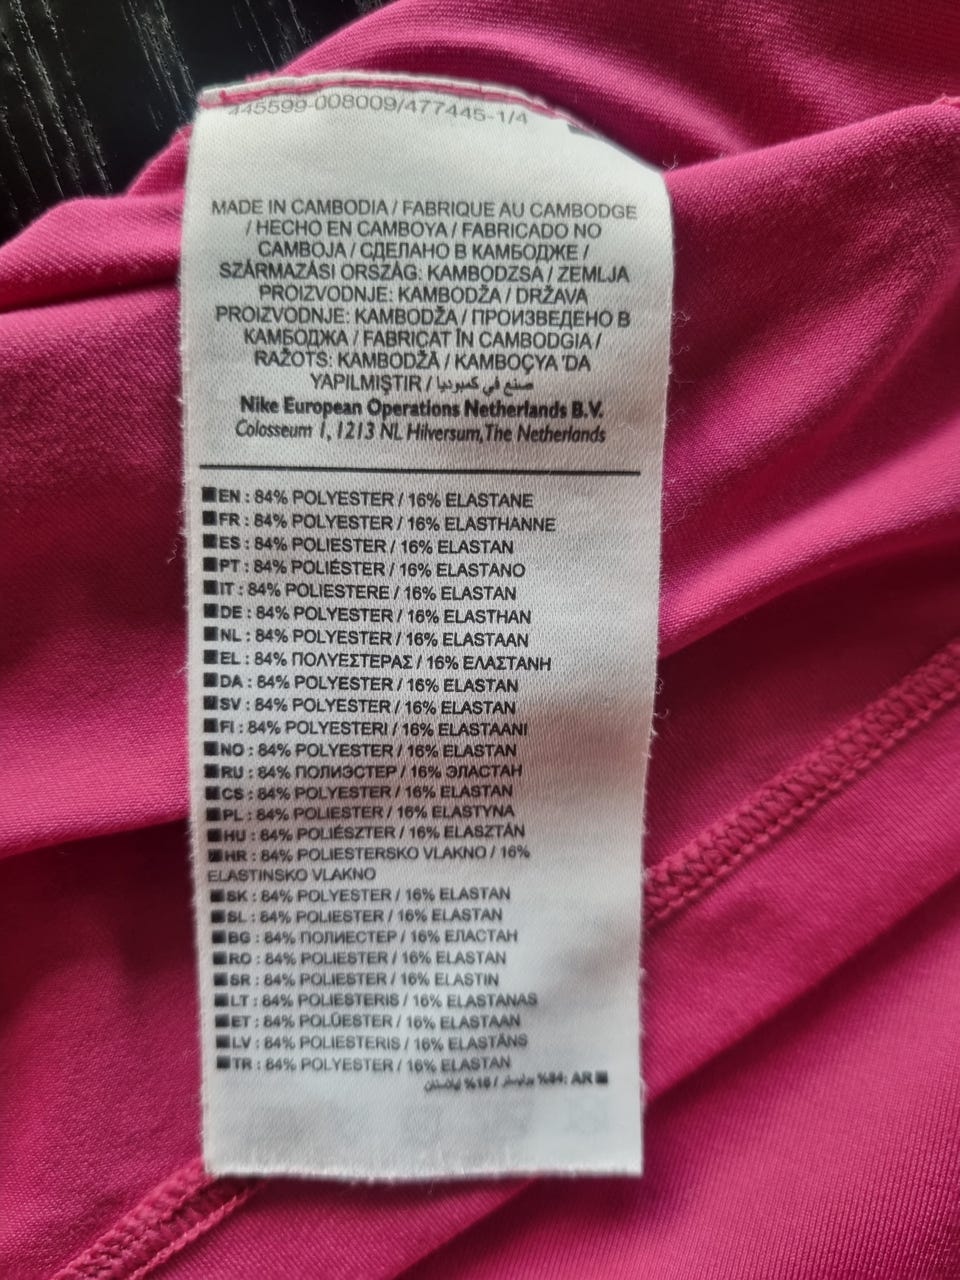 445599-008009/477445-1/4
MADE IN CAMBODIA / FABRIQUE AU CAMBODGE
/ HECHO EN CAMBOYA / FABRICADO NO
CAMBOJA / СДЕЛАНО В КАМБОДЖЕ /
SZÁRMAZÁSI ORSZÁG: KAMBODZSA / ZEMLJA
PROIZVODNJE: KAMBODŽA / DRŽAVA
PROIZVODNJE: KAMBODŽA / ПРОИЗВЕДЕНО В
КАМБОДЖА / FABRICAT ÎN CAMBODGIA /
RAŽOTS: KAMBODŽĀ / KAMBOÇYA 'DA
YAPILMIŞTIR / صنع في كمبوديا
Nike European Operations Netherlands B.V.
Colosseum 1, 1213 NL Hilversum, The Netherlands
EN : 84% POLYESTER / 16% ELASTANE
FR : 84% POLYESTER / 16% ELASTHANNE
ES : 84% POLIESTER / 16% ELASTAN
PT : 84% POLIÉSTER / 16% ELASTANO
IT : 84% POLIESTERE / 16% ELASTAN
DE : 84% POLYESTER / 16% ELASTHAN
NL : 84% POLYESTER / 16% ELASTAAN
EL : 84% ΠΟΛΥΕΣΤΕΡΑΣ / 16% ΕΛΑΣΤΑΝΗ
DA : 84% POLYESTER / 16% ELASTAN
SV : 84% POLYESTER / 16% ELASTAN
FI : 84% POLYESTERI / 16% ELASTAANI
NO : 84% POLYESTER / 16% ELASTAN
RU : 84% ПОЛИЭСТЕР / 16% ЭЛАСТАН
CS : 84% POLYESTER / 16% ELASTAN
PL : 84% POLIESTER / 16% ELASTYNA
HU : 84% POLIÉSZTER / 16% ELASZTÁN
HR : 84% POLIESTERSKO VLAKNO / 16%
ELASTINSKO VLAKNO
SK : 84% POLYESTER / 16% ELASTAN
SL : 84% POLIESTER / 16% ELASTAN
BG : 84% ПОЛИЕСТЕР / 16% ЕЛАСТАН
RO : 84% POLIESTER / 16% ELASTAN
SR : 84% POLIESTER / 16% ELASTIN
LT : 84% POLIESTERIS / 16% ELASTANAS
ET : 84% POLÜESTER / 16% ELASTAAN
LV : 84% POLIESTERIS / 16% ELASTĀNS
TR : 84% POLYESTER / 16% ELASTAN
AR :84% بوليستر / 16% إيلاستان